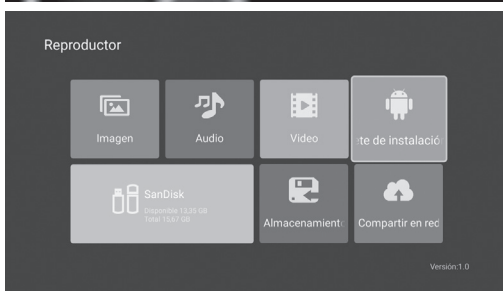 Reproductor
Imagen
Audio
Video
te de instalació
SanDisk
Disponible 13,25 GB
Total 15,67 GB
Almacenamient
Compartir en red
Versión:1.0